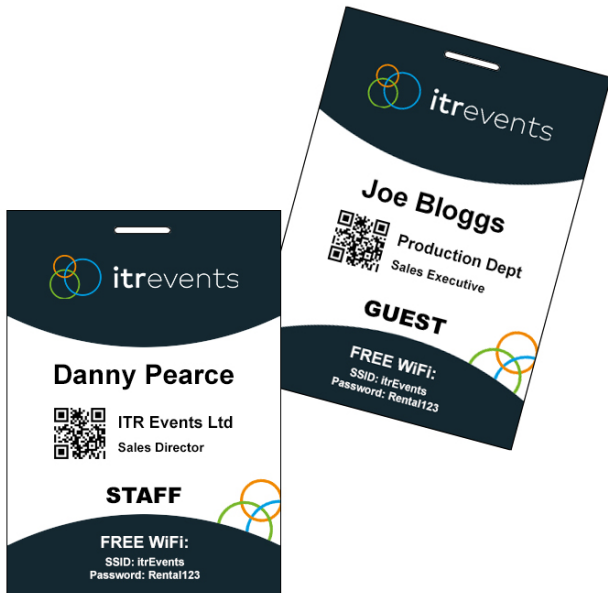 itrevents
Joe Bloggs
Production Dept
Sales Executive
GUEST
FREE WiFi:
SSID: itrEvents
Password: Rental123
itrevents
Danny Pearce
ITR Events Ltd
Sales Director
STAFF
FREE WiFi:
SSID: itrEvents
Password: Rental123